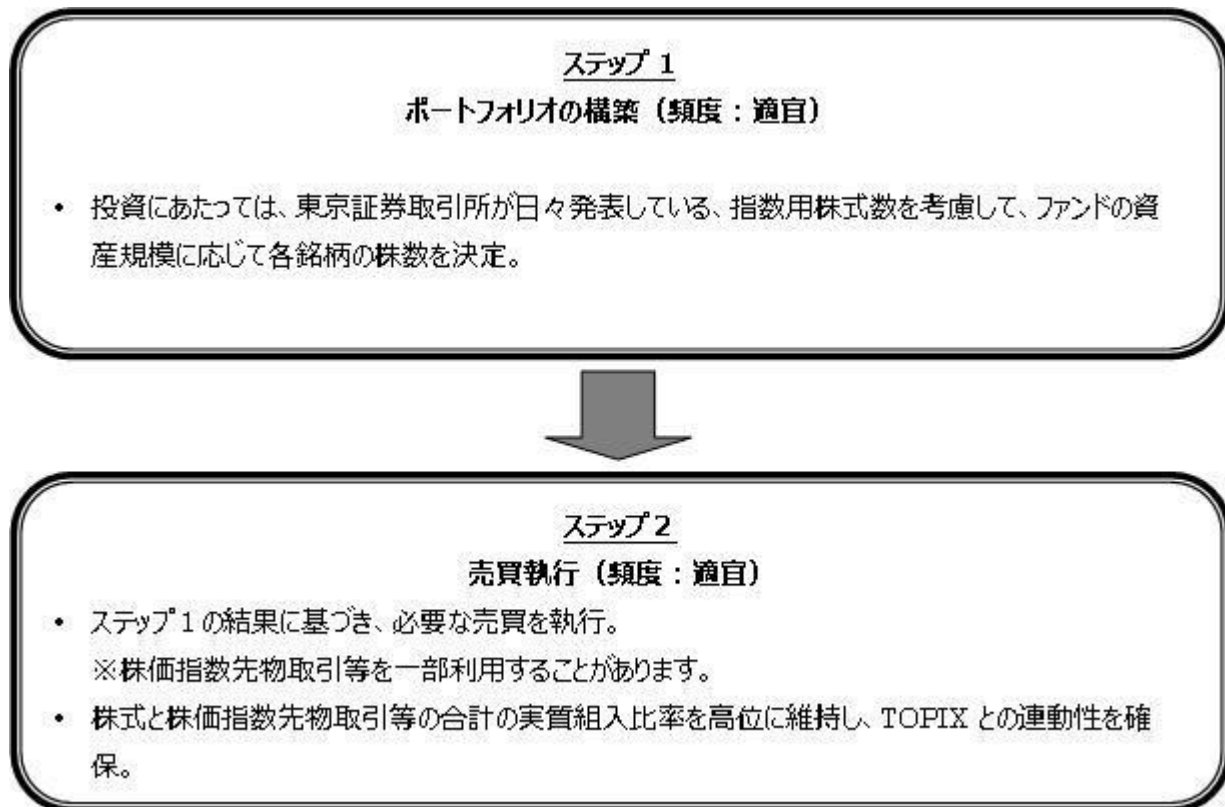 ステップ 1
ポートフォリオの構築（頻度：適宜）
• 投資にあたっては、東京証券取引所が日々発表している、指数用株式数を考慮して、ファンドの資
産規模に応じて各銘柄の株数を決定。
ステップ 2
売買執行（頻度：適宜）
• ステップ 1 の結果に基づき、必要な売買を執行。
※株価指数先物取引等を一部利用することがあります。
• 株式と株価指数先物取引等の合計の実質組入比率を高位に維持し、TOPIX との連動性を確
保。